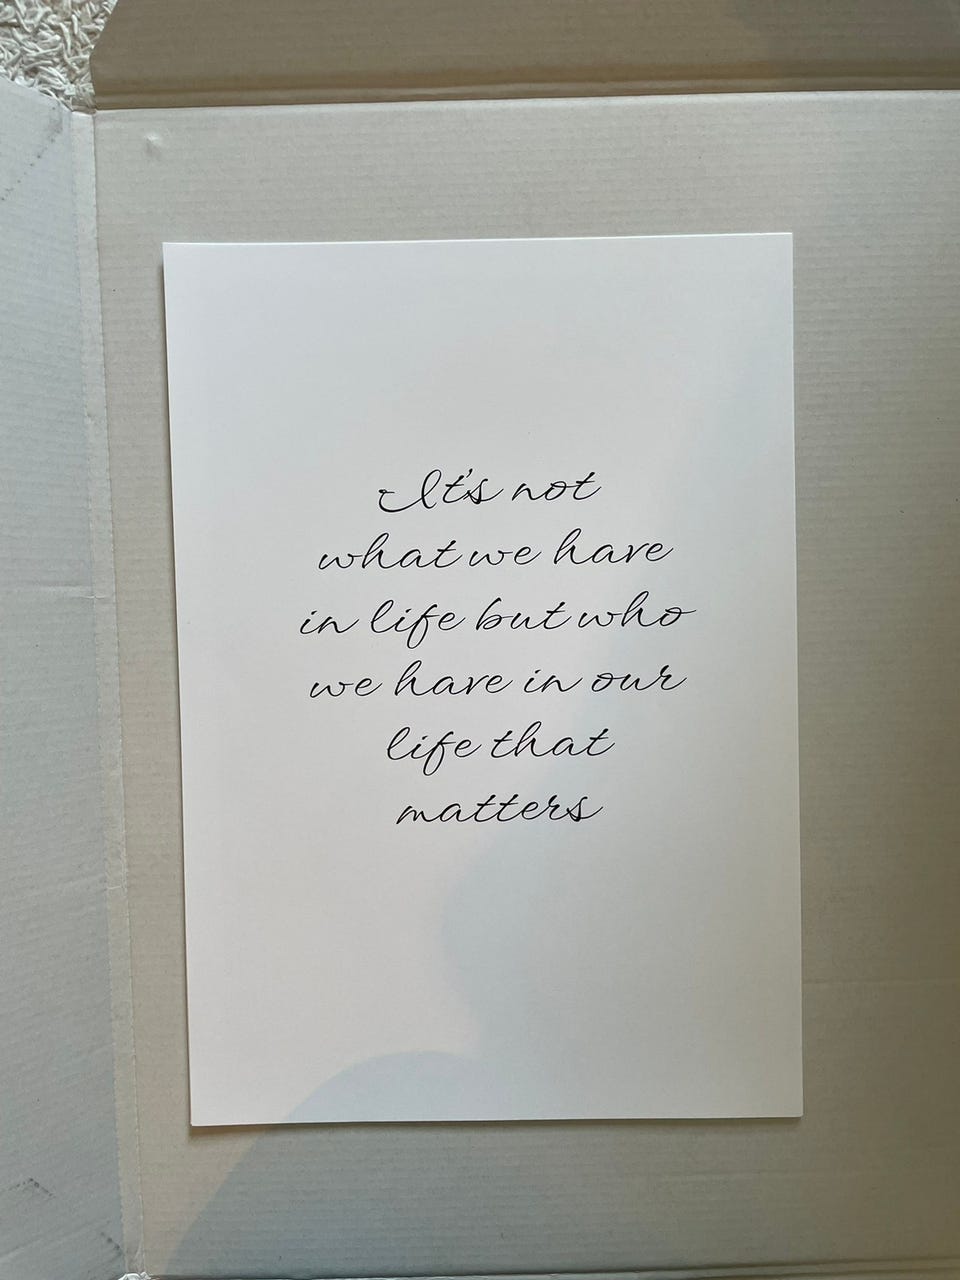 It's not
what we have
in life but who
we have in our
life that
matters